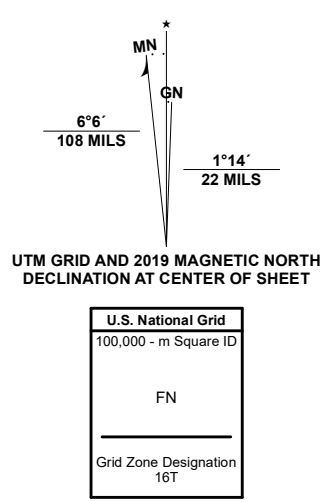 MN
GN
6°6´
108 MILS
1°14´
22 MILS
UTM GRID AND 2019 MAGNETIC NORTH
DECLINATION AT CENTER OF SHEET
U.S. National Grid
100,000 - m Square ID
FN
Grid Zone Designation
16T